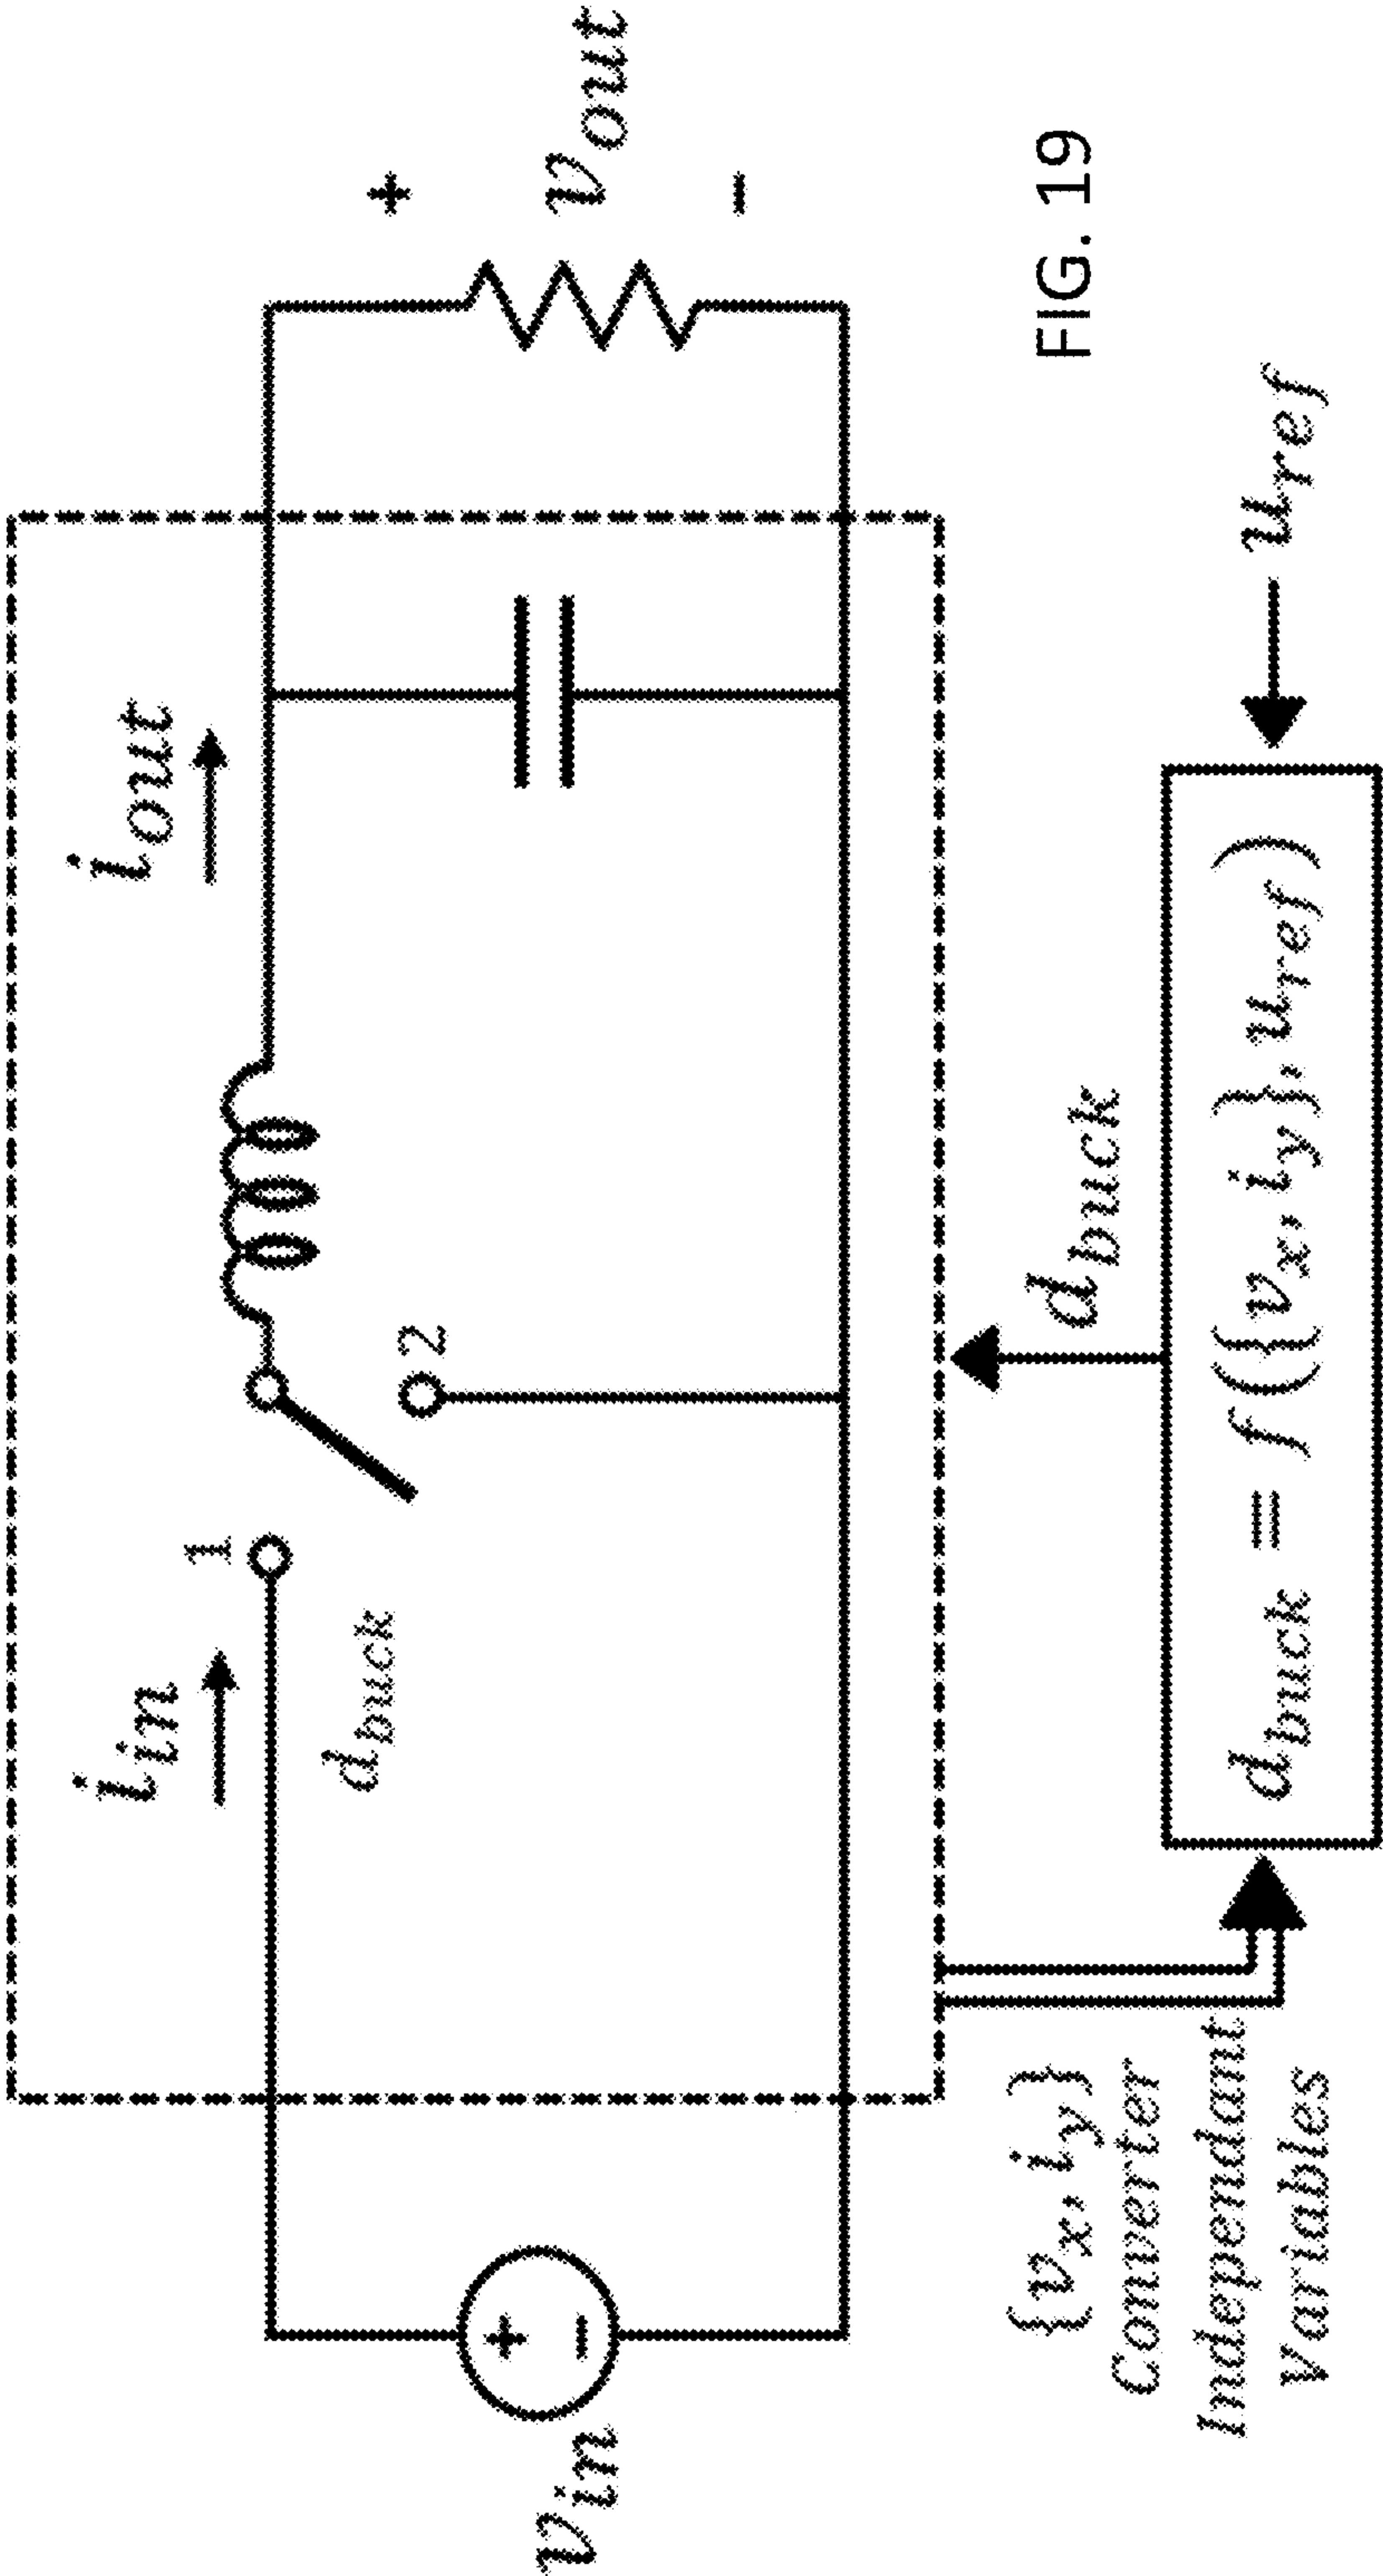 i_in
i_out
1
d_buck
2
v_in
+
−
+
v_out
−
{v_x, i_y}
Converter
Independant
Variables
d_buck
d_buck = f({v_x, i_y}, u_ref)
u_ref
FIG. 19